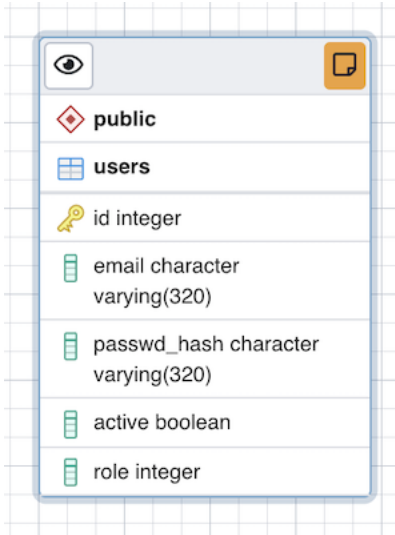 public
users
id integer
email character
varying(320)
passwd_hash character
varying(320)
active boolean
role integer